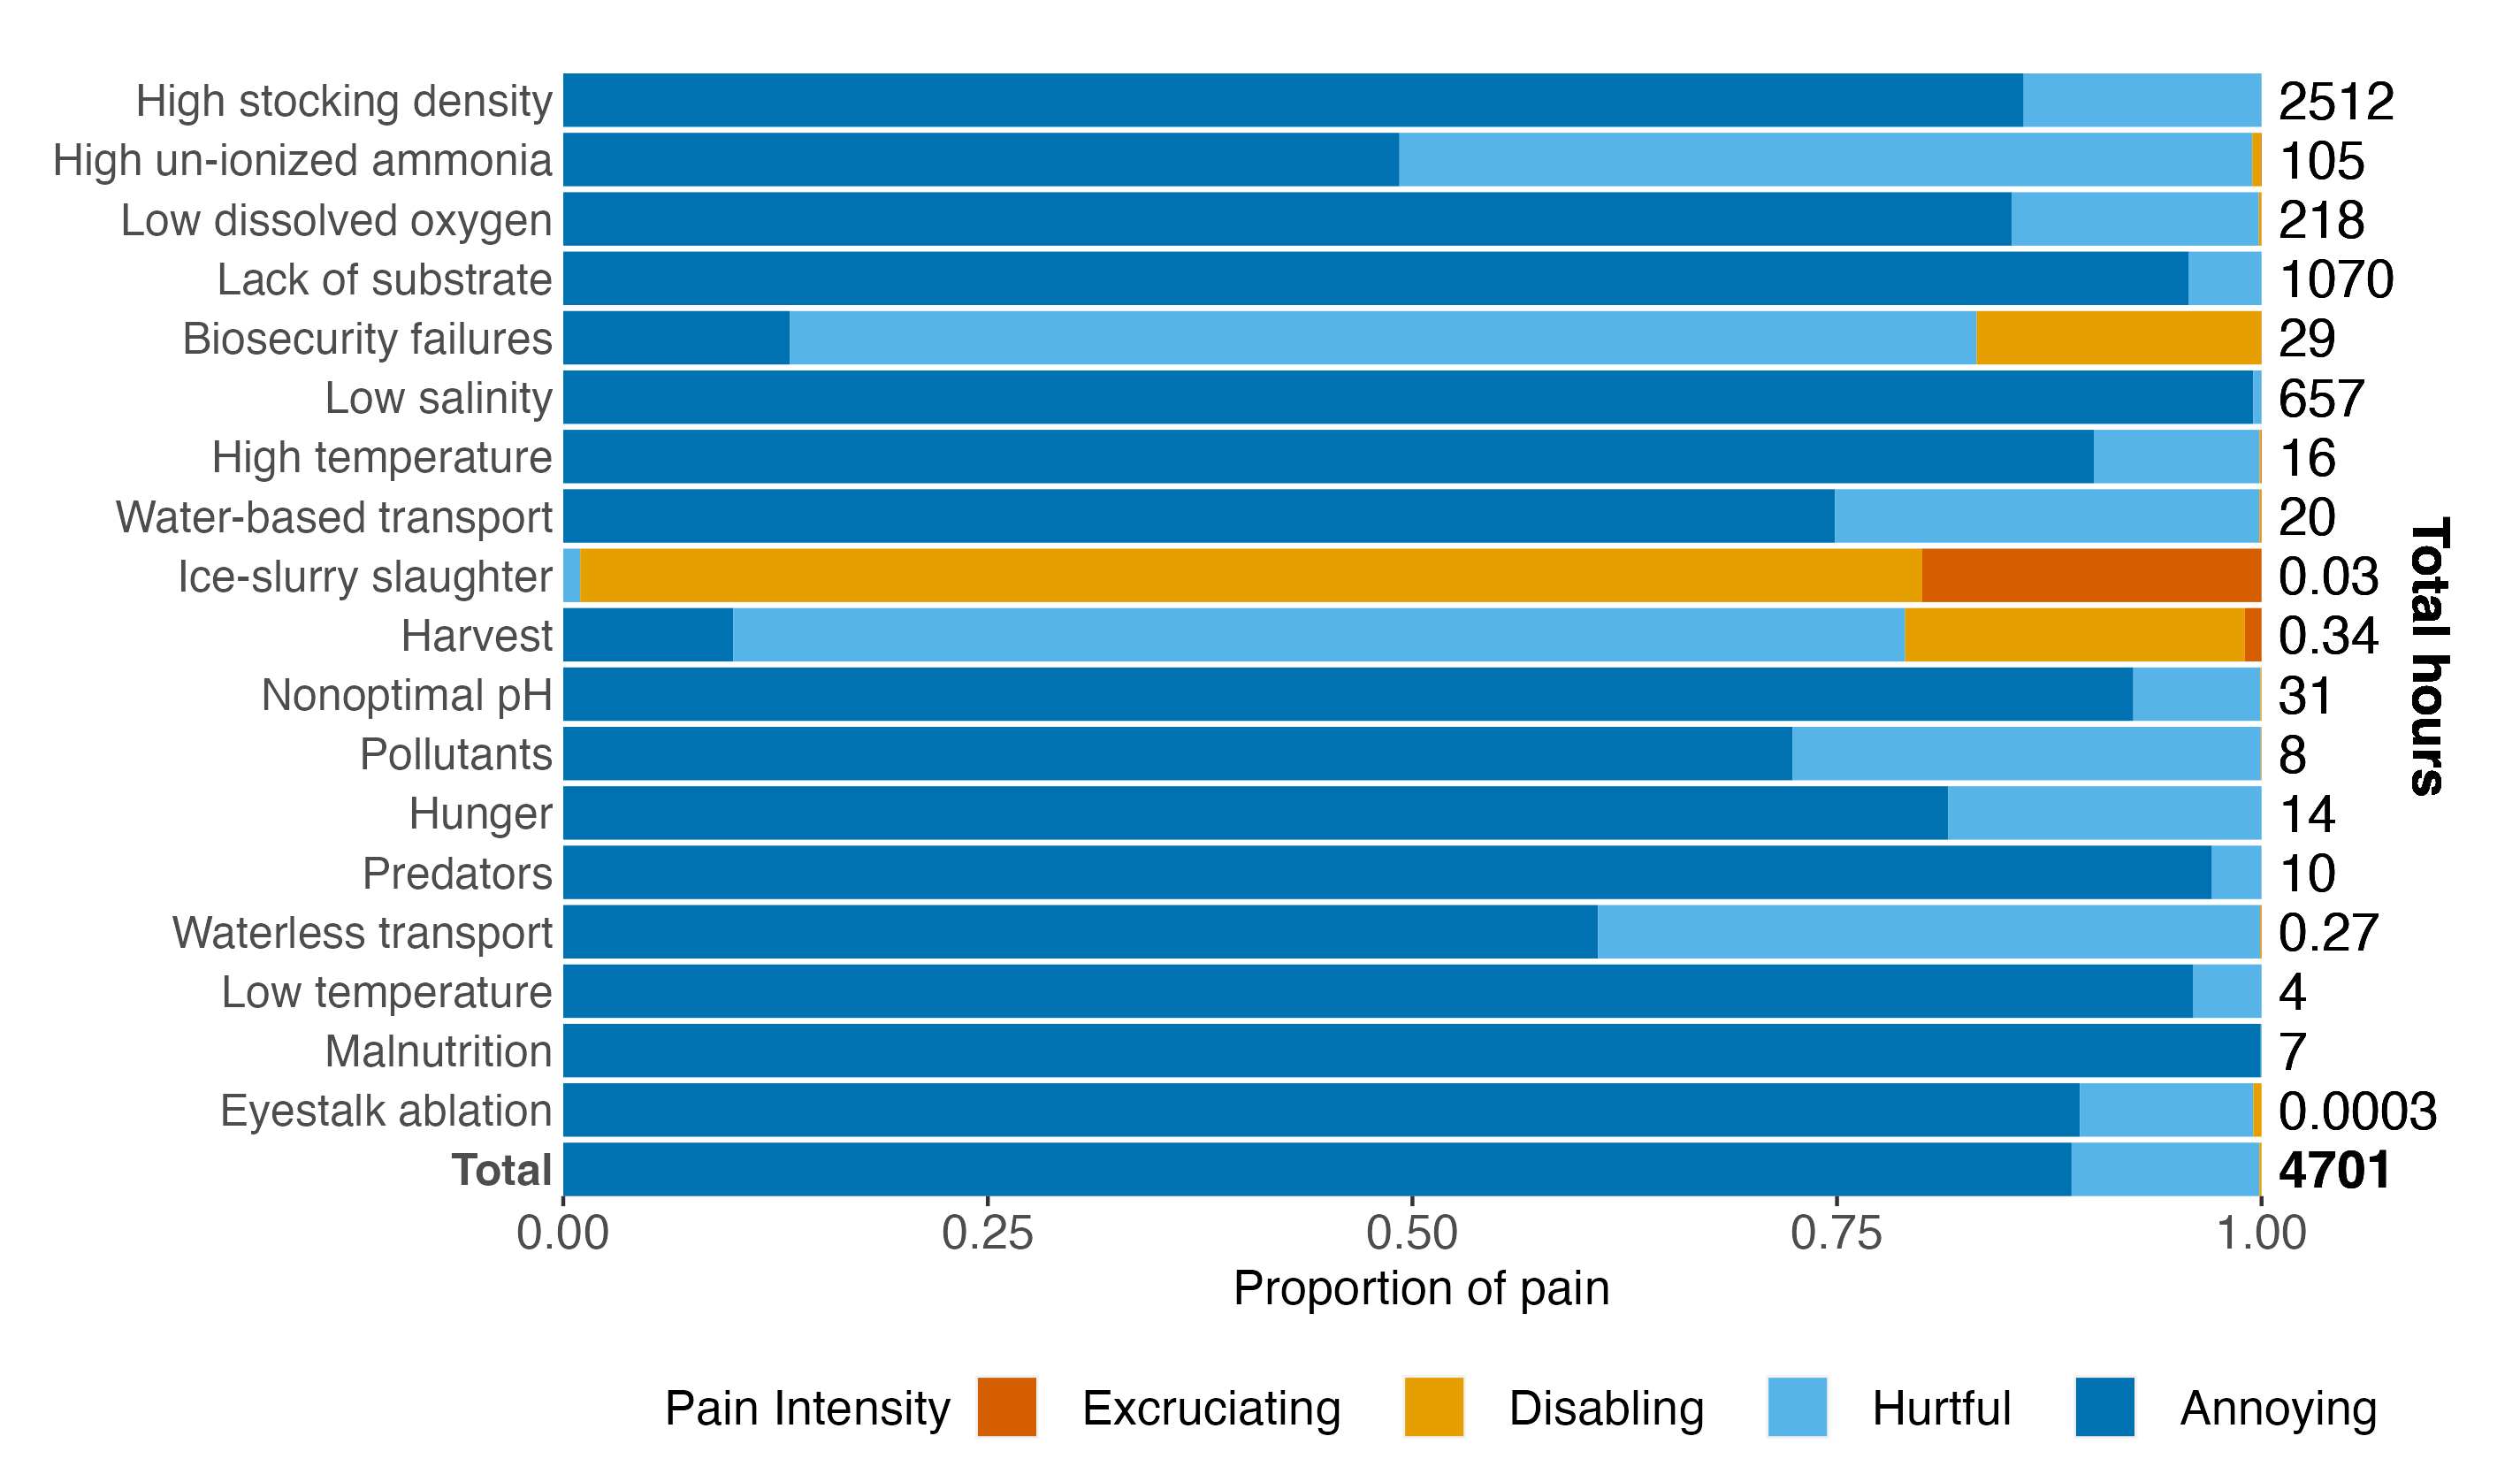 High stocking density 2512
High un-ionized ammonia 105
Low dissolved oxygen 218
Lack of substrate 1070
Biosecurity failures 29
Low salinity 657
High temperature 16
Water-based transport 20
Ice-slurry slaughter 0.03
Harvest 0.34
Nonoptimal pH 31
Pollutants 8
Hunger 14
Predators 10
Waterless transport 0.27
Low temperature 4
Malnutrition 7
Eyestalk ablation 0.0003
Total 4701
Total hours
0.00 0.25 0.50 0.75 1.00
Proportion of pain
Pain Intensity Excruciating Disabling Hurtful Annoying